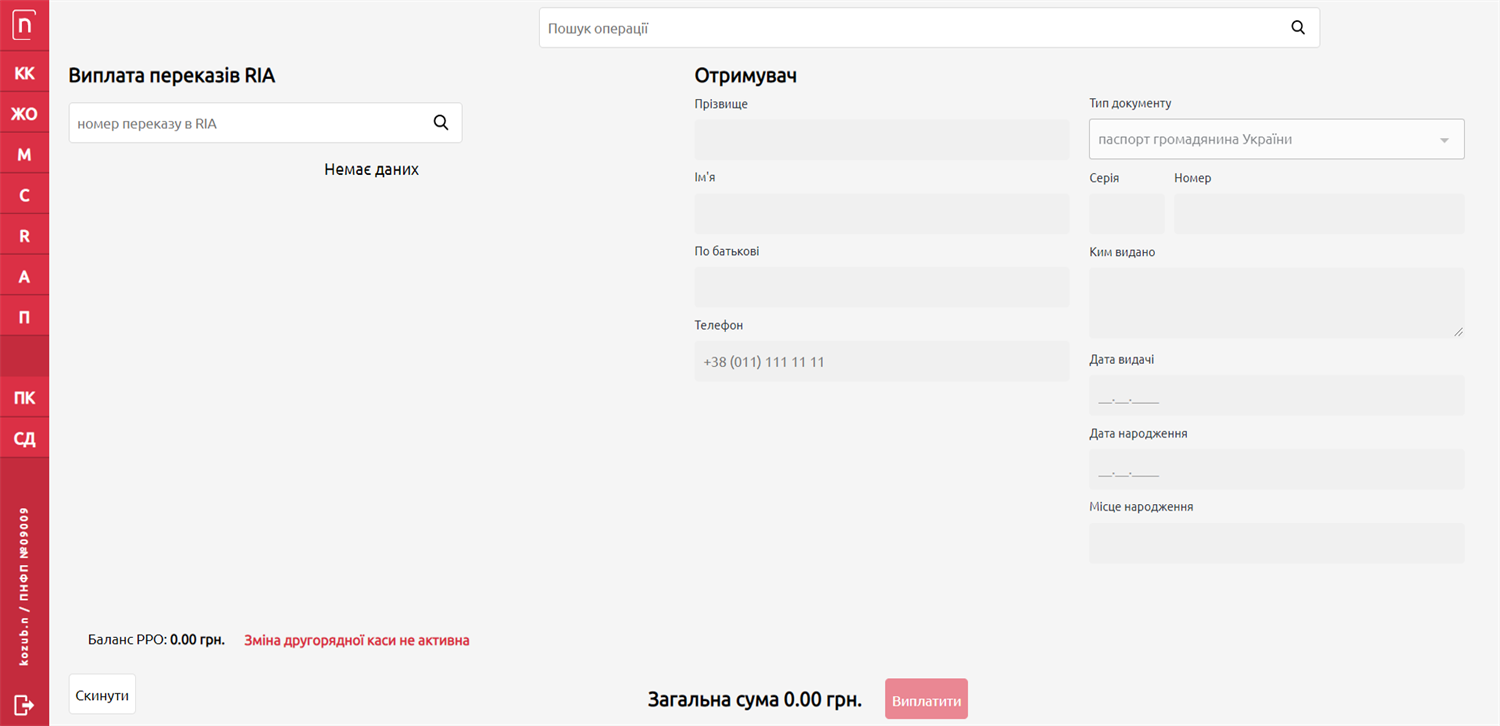 n
КК
ЖО
М
С
R
А
П
ПК
СД
kozub.n / ПНФП №09009
Пошук операції
Виплата переказів RIA
номер переказу в RIA
Немає даних
Отримувач
Прізвище
Ім'я
По батькові
Телефон
+38 (011) 111 11 11
Тип документу
паспорт громадянина України
Серія Номер
Ким видано
Дата видачі
__.__.____
Дата народження
__.__.____
Місце народження
Баланс РРО: 0.00 грн. Зміна другорядної каси не активна
Скинути
Загальна сума 0.00 грн. Виплатити